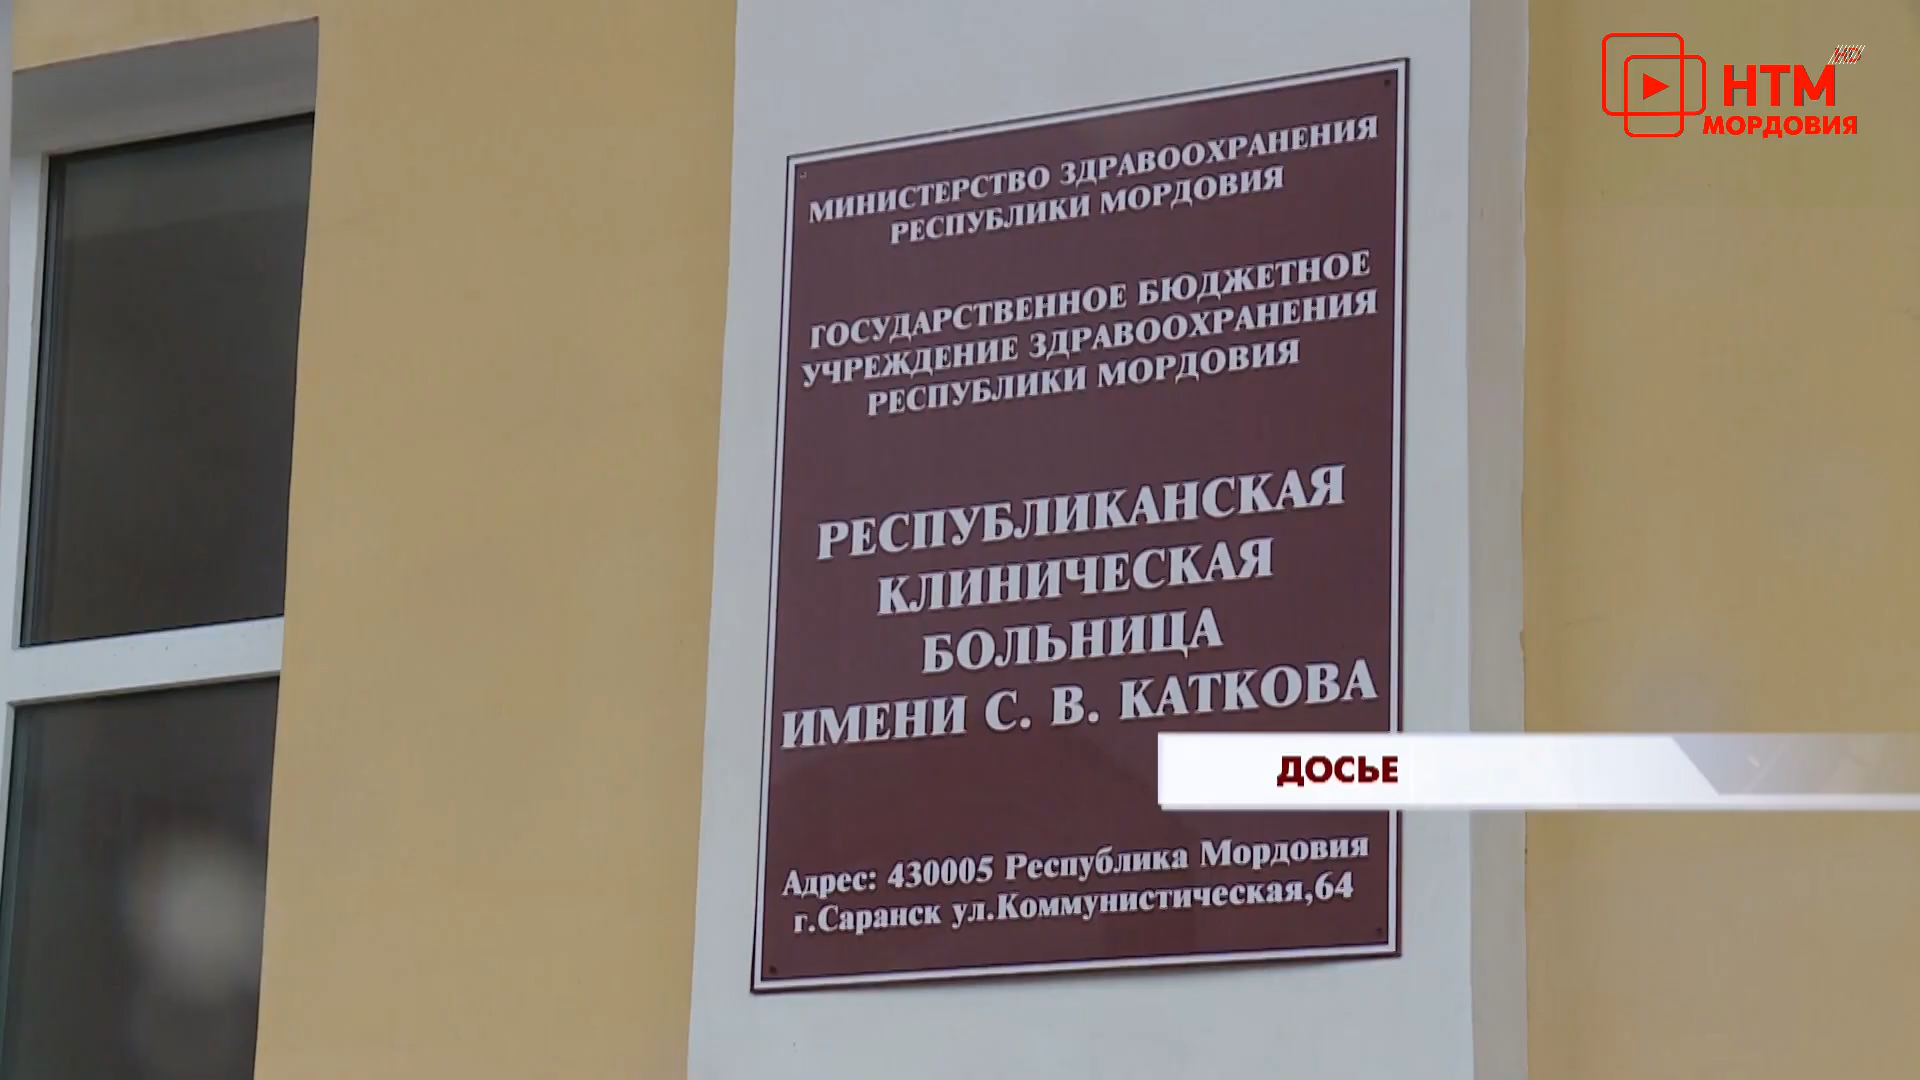 НТМ
HD
МОРДОВИЯ
МИНИСТЕРСТВО ЗДРАВООХРАНЕНИЯ
РЕСПУБЛИКИ МОРДОВИЯ
ГОСУДАРСТВЕННОЕ БЮДЖЕТНОЕ
УЧРЕЖДЕНИЕ ЗДРАВООХРАНЕНИЯ
РЕСПУБЛИКИ МОРДОВИЯ
РЕСПУБЛИКАНСКАЯ
КЛИНИЧЕСКАЯ
БОЛЬНИЦА
ИМЕНИ С. В. КАТКОВА
ДОСЬЕ
Адрес: 430005 Республика Мордовия
г.Саранск ул.Коммунистическая,64